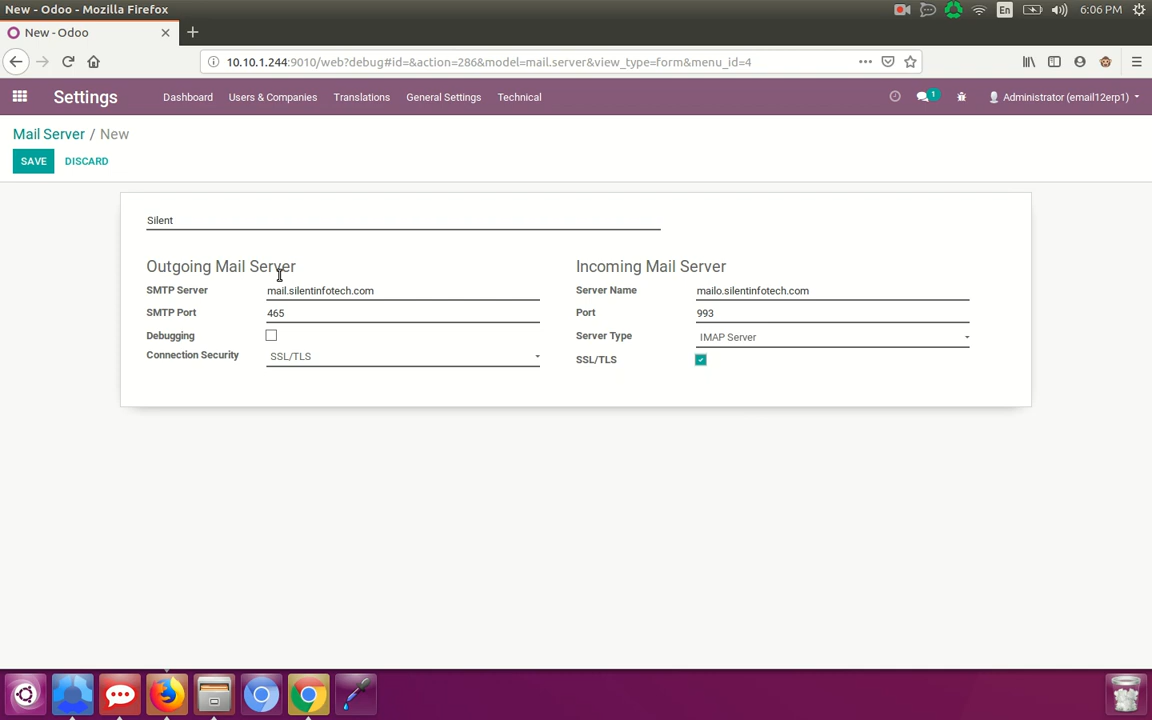 New - Odoo - Mozilla Firefox
En
6:06 PM
New - Odoo
10.10.1.244:9010/web?debug#id=&action=286&model=mail.server&view_type=form&menu_id=4
Settings
Dashboard
Users & Companies
Translations
General Settings
Technical
1
Administrator (email12erp1)
Mail Server / New
SAVE
DISCARD
Silent
Outgoing Mail Server
SMTP Server
mail.silentinfotech.com
SMTP Port
465
Debugging
Connection Security
SSL/TLS
Incoming Mail Server
Server Name
mailo.silentinfotech.com
Port
993
Server Type
IMAP Server
SSL/TLS